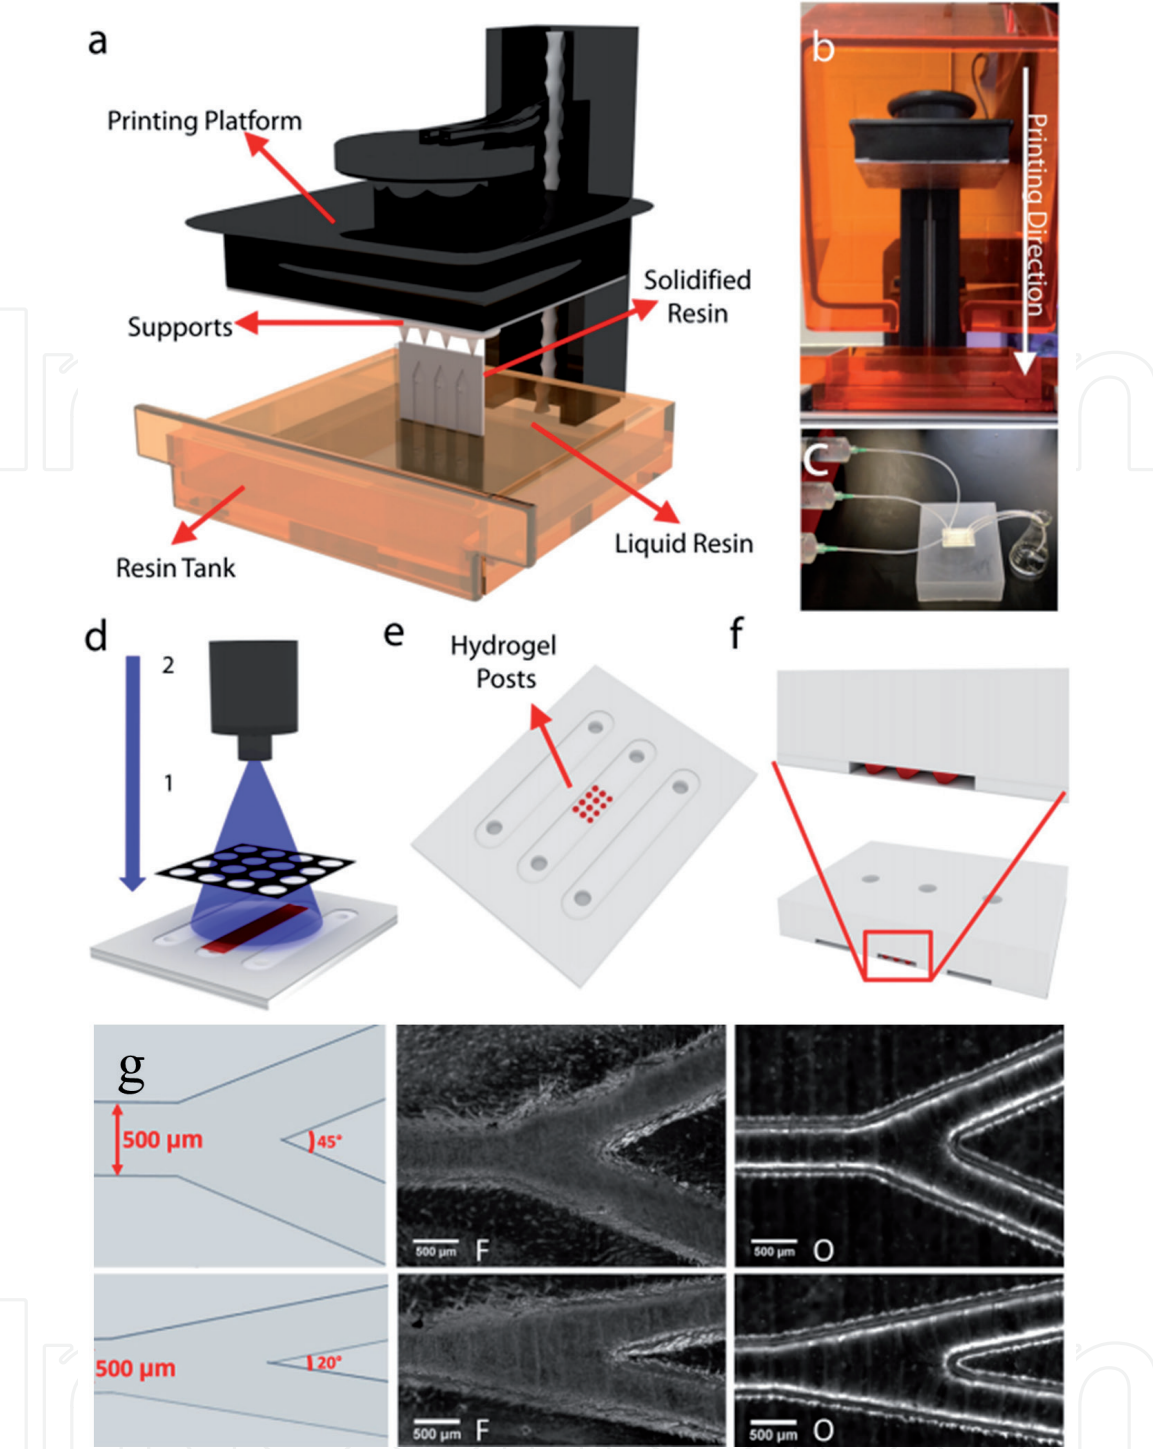 a
Printing Platform
Supports
Solidified
Resin
Resin Tank
Liquid Resin
b
Printing Direction
C
d
2
1
e
Hydrogel
Posts
f
g
500 µm
45°
500 µm
F
500 µm
O
500 µm
20°
500 µm
F
500 µm
O